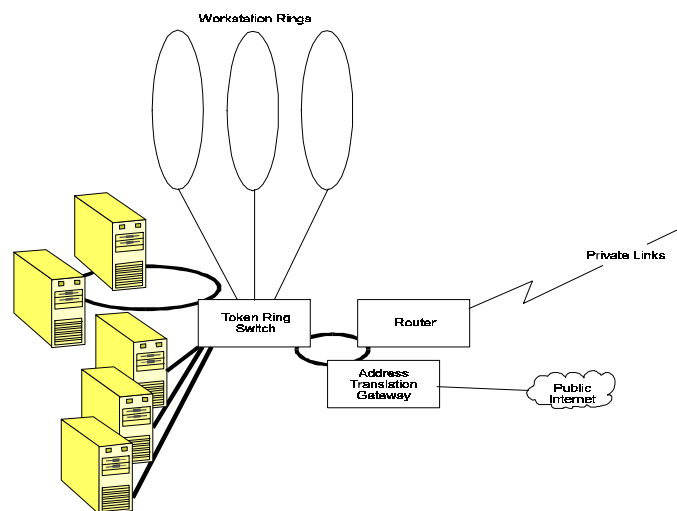 Workstation Rings
Private Links
Token Ring
Switch
Router
Address
Translation
Gateway
Public
Internet